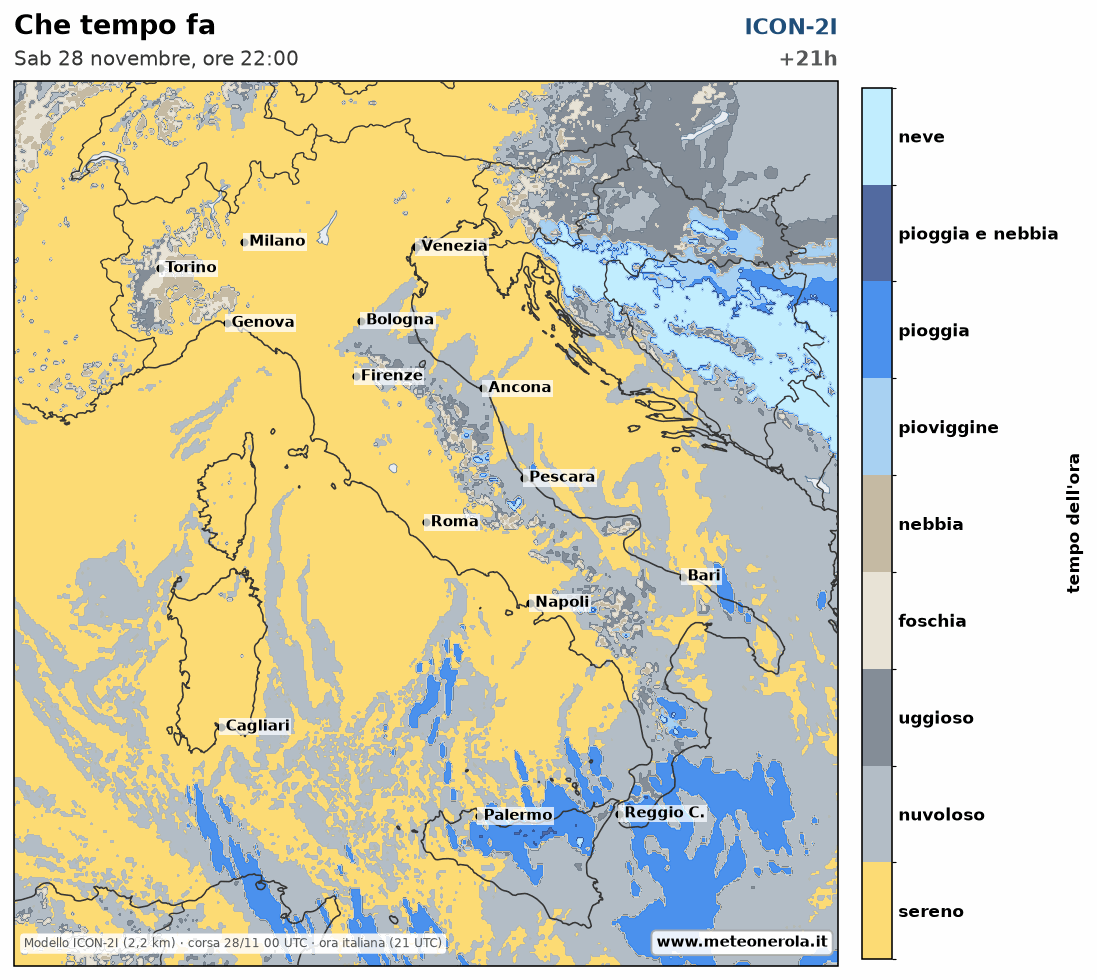 Che tempo fa
ICON-2I
Sab 28 novembre, ore 22:00
+21h
neve
pioggia e nebbia
pioggia
pioviggine
nebbia
foschia
uggioso
nuvoloso
sereno
tempo dell'ora
Milano
Venezia
Torino
Genova
Bologna
Firenze
Ancona
Pescara
Roma
Bari
Napoli
Cagliari
Palermo
Reggio C.
Modello ICON-2I (2,2 km) · corsa 28/11 00 UTC · ora italiana (21 UTC)
www.meteonerola.it